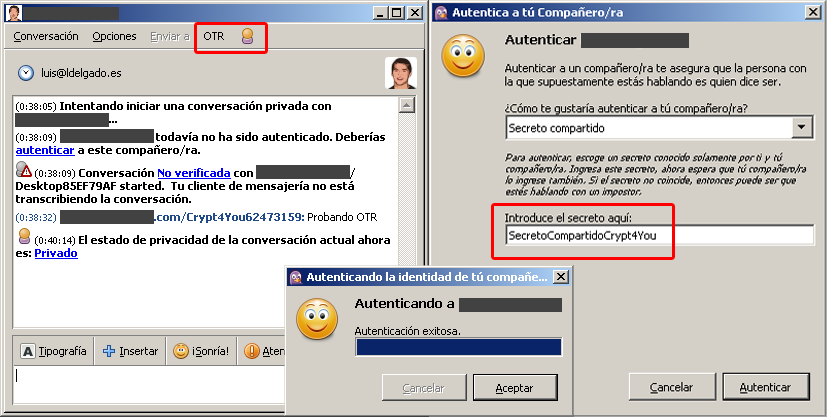 Conversación Opciones Enviar a OTR
luis@ldelgado.es
(0:38:05) Intentando iniciar una conversación privada con
...
(0:38:09) todavía no ha sido autenticado. Deberías
autenticar a este compañero/ra.
(0:38:09) Conversación No verificada con /
Desktop85EF79AF started. Tu cliente de mensajería no está
transcribiendo la conversación.
(0:38:32) .com/Crypt4You62473159: Probando OTR
(0:40:14) El estado de privacidad de la conversación actual ahora
es: Privado
Tipografía Insertar ¡Sonría! Aten
Autentica a tú Compañero/ra
Autenticar
Autenticar a un compañero/ra te asegura que la persona con
la que supuestamente estás hablando es quien dice ser.
¿Cómo te gustaría autenticar a tú compañero/ra?
Secreto compartido
Para autenticar, escoge un secreto conocido solamente por ti y tú
compañero/ra. Ingresa este secreto, ahora espera que tú compañero/ra
lo ingrese también. Si el secreto no coincide, entonces puede ser que
estés hablando con un impostor.
Introduce el secreto aquí:
SecretoCompartidoCrypt4You
Cancelar Autenticar
Autenticando la identidad de tú compañe...
Autenticando a
Autenticación exitosa.
Cancelar Aceptar